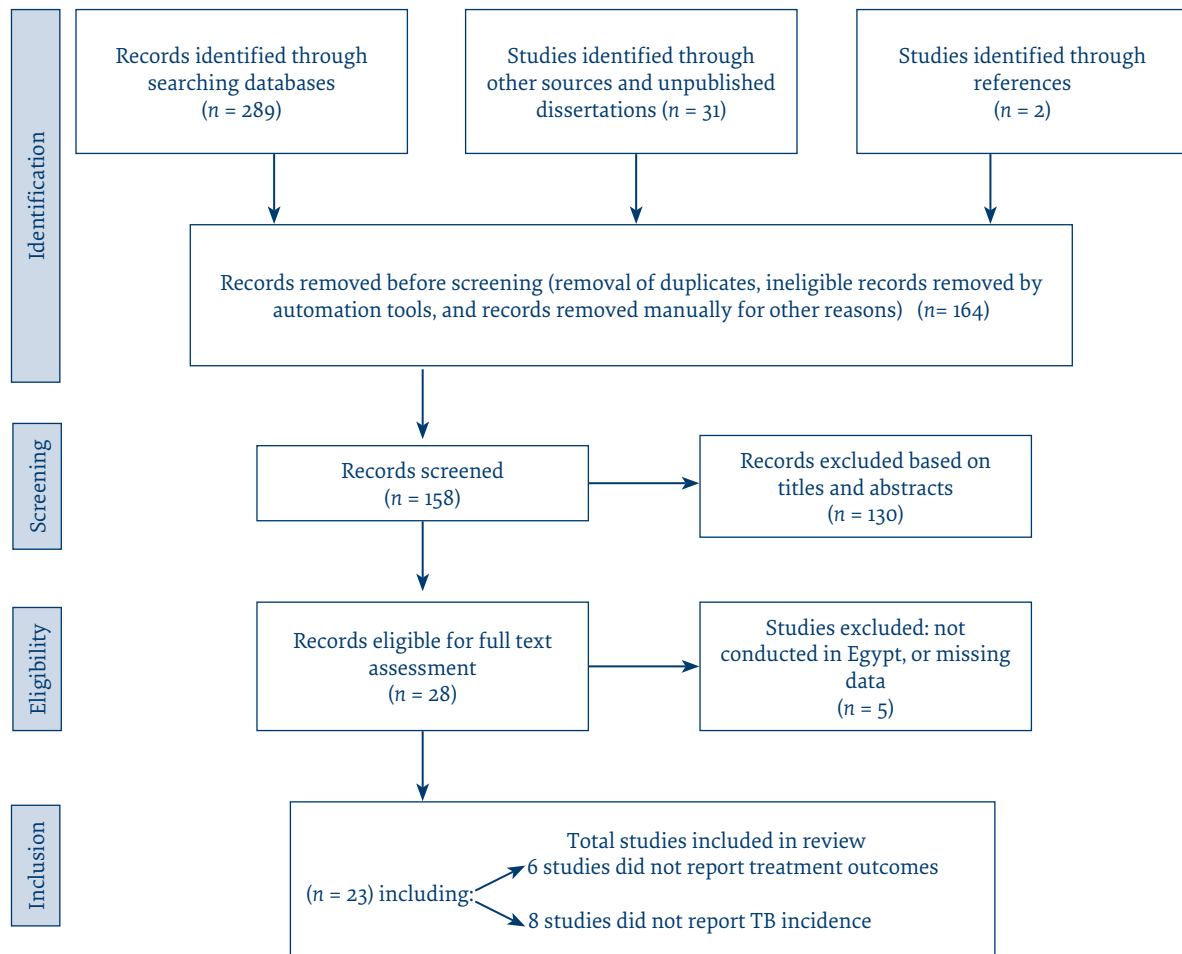 Identification
Records identified through
searching databases
(n = 289)
Studies identified through
other sources and unpublished
dissertations (n = 31)
Studies identified through
references
(n = 2)
Records removed before screening (removal of duplicates, ineligible records removed by
automation tools, and records removed manually for other reasons) (n= 164)
Screening
Records screened
(n = 158)
Records excluded based on
titles and abstracts
(n = 130)
Eligibility
Records eligible for full text
assessment
(n = 28)
Studies excluded: not
conducted in Egypt, or missing
data
(n = 5)
Inclusion
Total studies included in review
6 studies did not report treatment outcomes
(n = 23) including:
8 studies did not report TB incidence